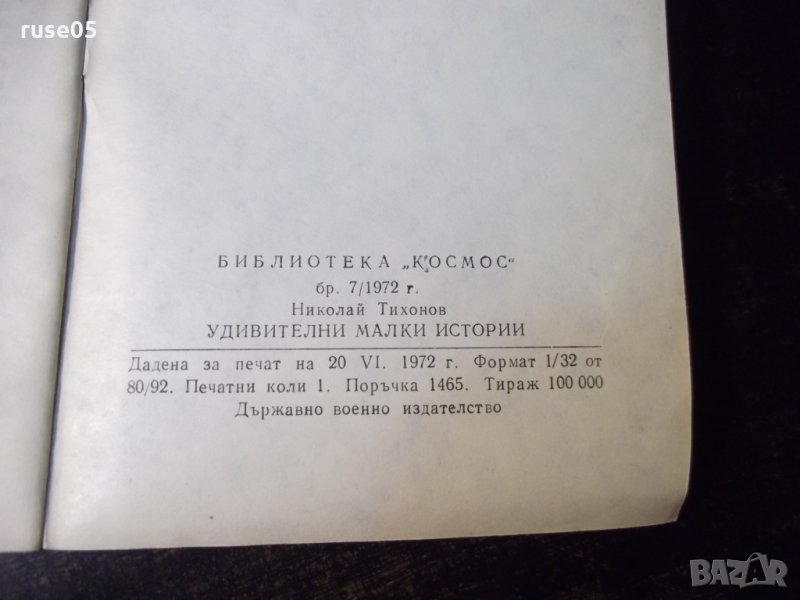 ruse05
БИБЛИОТЕКА „КОСМОС“
бр. 7/1972 г.
Николай Тихонов
УДИВИТЕЛНИ МАЛКИ ИСТОРИИ
Дадена за печат на 20 VI. 1972 г. Формат 1/32 от
80/92. Печатни коли 1. Поръчка 1465. Тираж 100 000
Държавно военно издателство
BAZAR